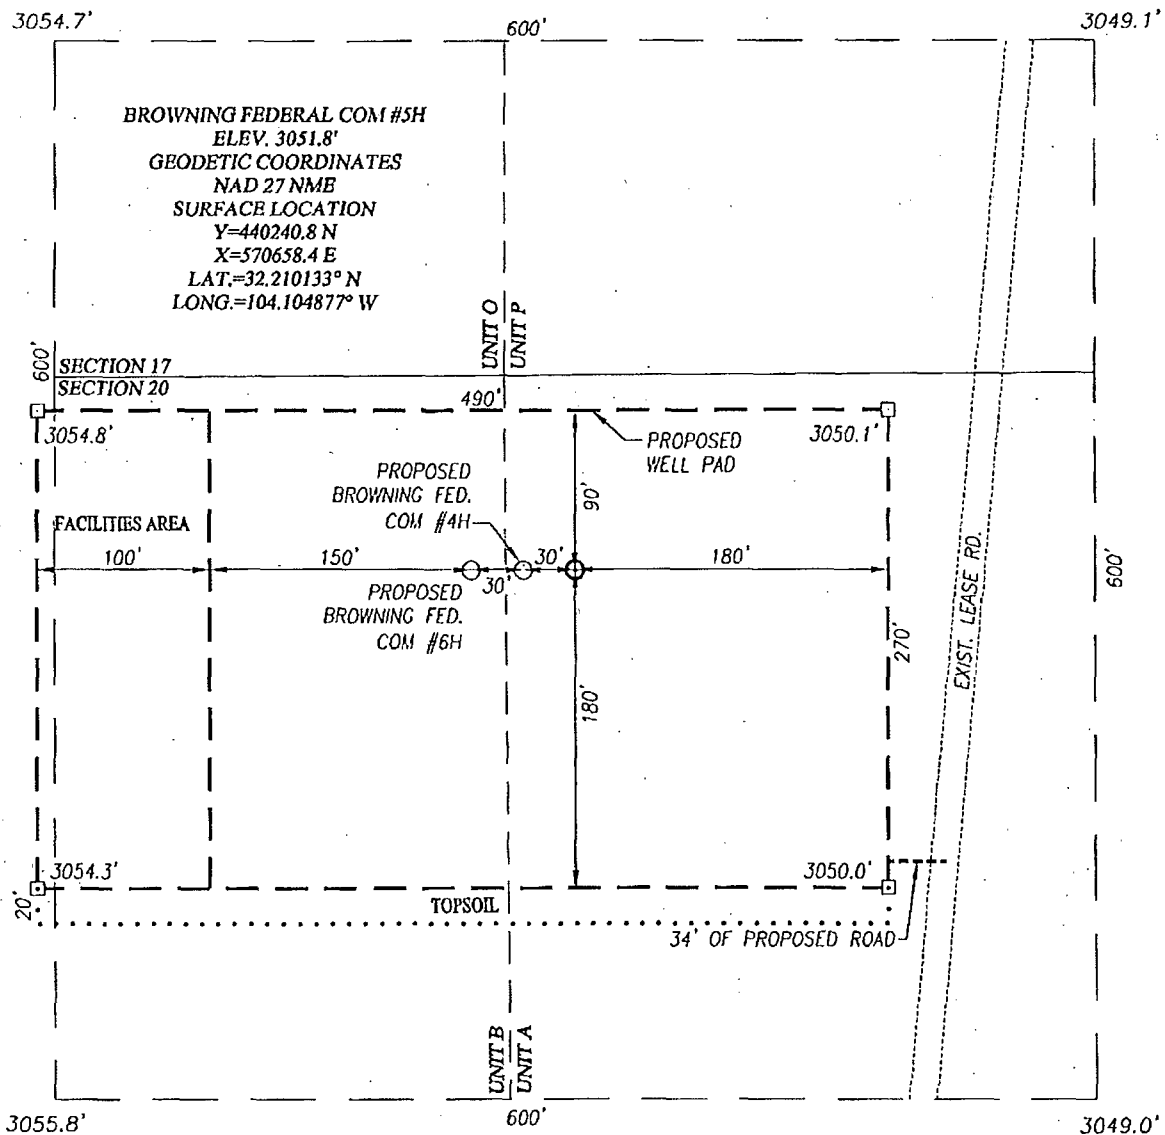 3054.7'
600'
3049.1'
BROWNING FEDERAL COM #5H
ELEV. 3051.8'
GEODETIC COORDINATES
NAD 27 NME
SURFACE LOCATION
Y=440240.8 N
X=570658.4 E
LAT.=32.210133° N
LONG.=104.104877° W
UNIT O
UNIT P
600'
SECTION 17
SECTION 20
490'
3054.8'
3050.1'
PROPOSED
WELL PAD
PROPOSED
BROWNING FED.
COM #4H
90'
FACILITIES AREA
100'
150'
30'
30'
180'
PROPOSED
BROWNING FED.
COM #6H
EXIST. LEASE RD.
600'
270'
180'
3054.3'
3050.0'
20'
TOPSOIL
34' OF PROPOSED ROAD
UNIT B
UNIT A
3055.8'
600'
3049.0'